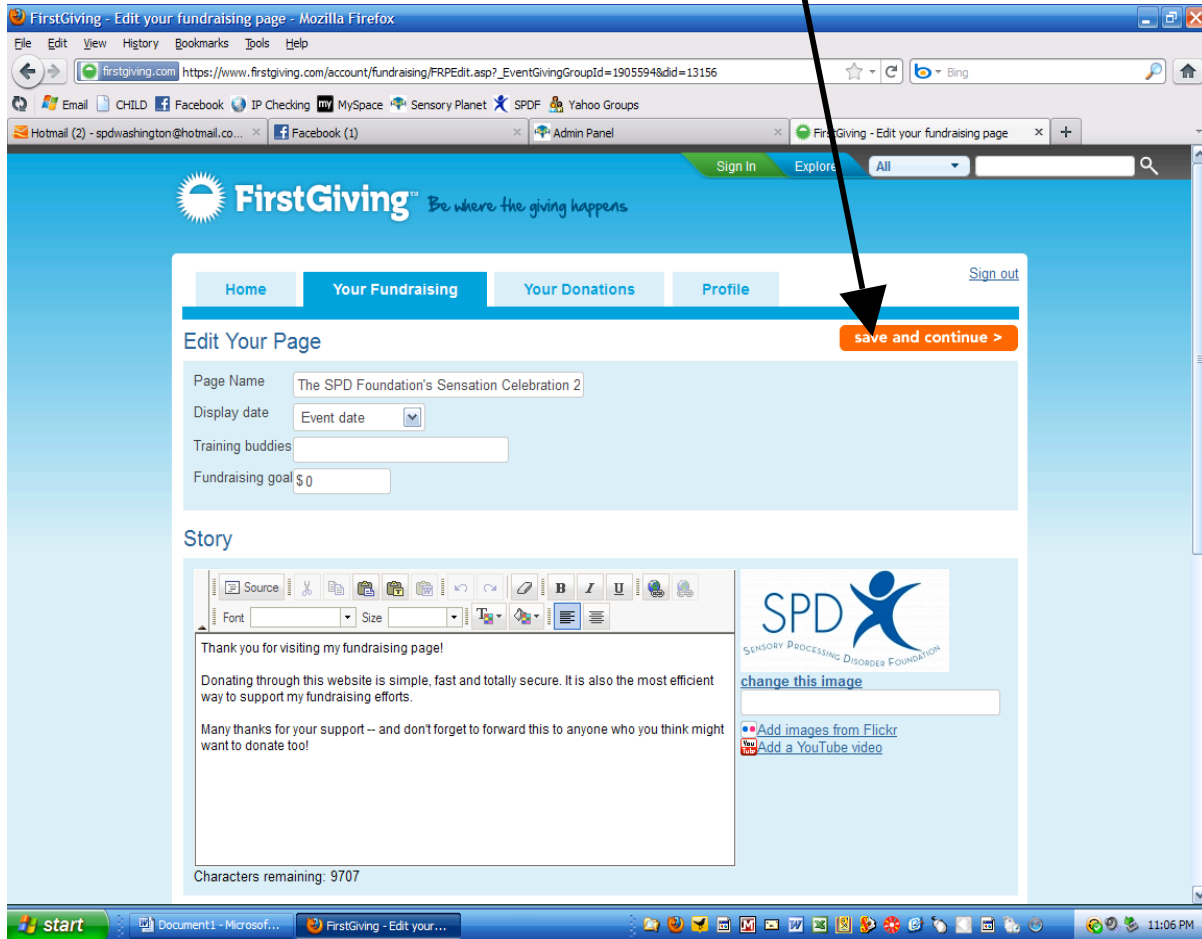 FirstGiving - Edit your fundraising page - Mozilla Firefox
File Edit View History Bookmarks Tools Help
firstgiving.com https://www.firstgiving.com/account/fundraising/FRPEdit.asp?_EventGivingGroupId=1905594&did=13156 Bing
Email CHILD Facebook IP Checking my MySpace Sensory Planet SPDF Yahoo Groups
Hotmail (2) - spdwashington@hotmail.co... Facebook (1) Admin Panel FirstGiving - Edit your fundraising page
Sign In Explore All
FirstGiving Be where the giving happens
Sign out
Home Your Fundraising Your Donations Profile
Edit Your Page save and continue >
Page Name The SPD Foundation's Sensation Celebration 2
Display date Event date
Training buddies
Fundraising goal $ 0
Story
Source B I U
Font Size
SPD
SENSORY PROCESSING DISORDER FOUNDATION
Thank you for visiting my fundraising page!
Donating through this website is simple, fast and totally secure. It is also the most efficient
way to support my fundraising efforts.
change this image
Many thanks for your support -- and don't forget to forward this to anyone who you think might
want to donate too!
Add images from Flickr
You Tube Add a YouTube video
Characters remaining: 9707
start Document1 - Microsof... FirstGiving - Edit your... 11:06 PM